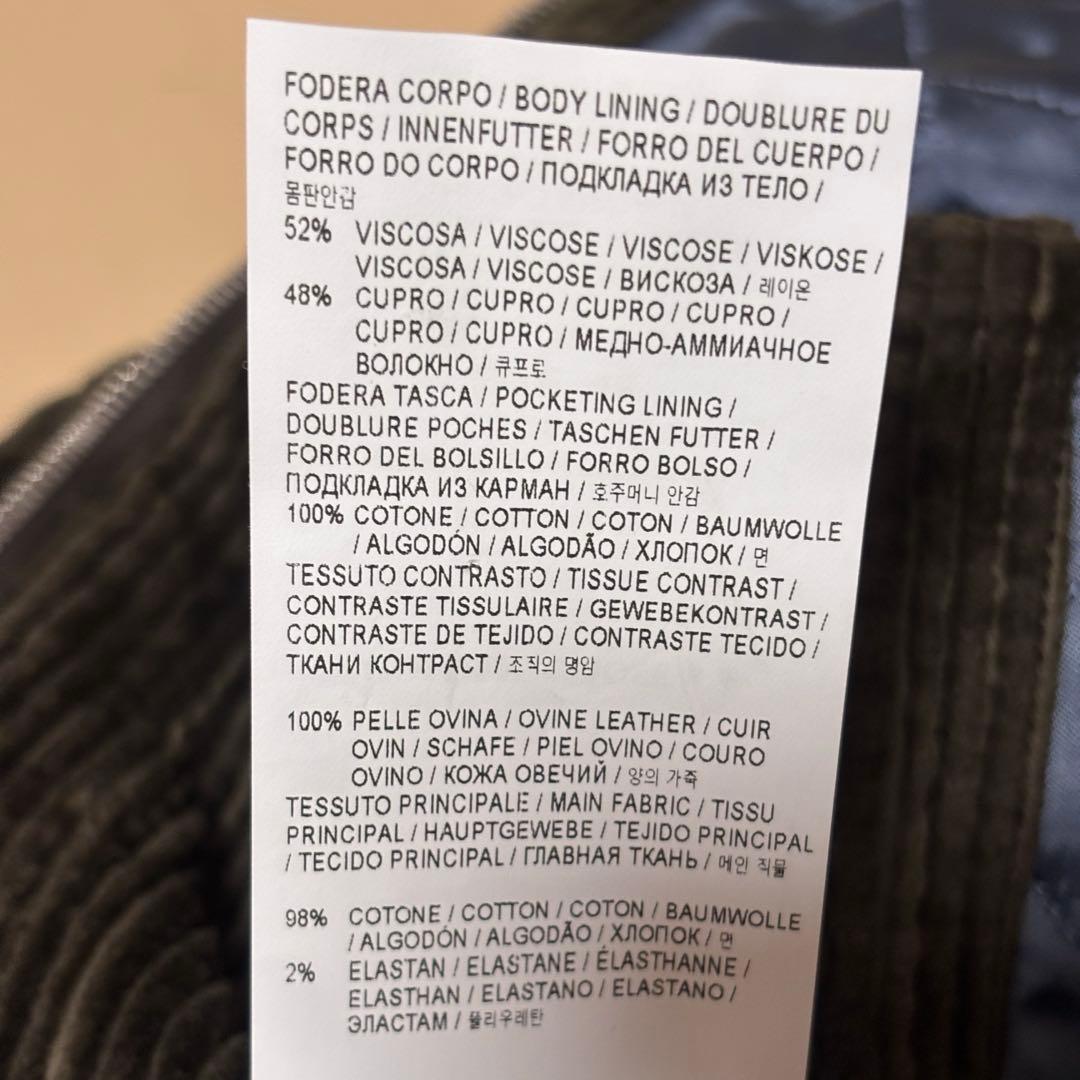 FODERA CORPO / BODY LINING / DOUBLURE DU
CORPS / INNENFUTTER / FORRO DEL CUERPO /
FORRO DO CORPO / ПОДКЛАДКА ИЗ ТЕЛО /
몸판안감
52% VISCOSA / VISCOSE / VISCOSE / VISKOSE /
VISCOSA / VISCOSE / ВИСКОЗА / 레이온
48% CUPRO / CUPRO / CUPRO / CUPRO /
CUPRO / CUPRO / МЕДНО-АММИАЧНОЕ
ВОЛОКНО / 큐프로
FODERA TASCA / POCKETING LINING /
DOUBLURE POCHES / TASCHEN FUTTER /
FORRO DEL BOLSILLO / FORRO BOLSO /
ПОДКЛАДКА ИЗ КАРМАН / 호주머니 안감
100% COTONE / COTTON / COTON / BAUMWOLLE
/ ALGODÓN / ALGODÃO / ХЛОПОК / 면
TESSUTO CONTRASTO / TISSUE CONTRAST /
CONTRASTE TISSULAIRE / GEWEBEKONTRAST /
CONTRASTE DE TEJIDO / CONTRASTE TECIDO /
ТКАНИ КОНТРАСТ / 조직의 명암
100% PELLE OVINA / OVINE LEATHER / CUIR
OVIN / SCHAFE / PIEL OVINO / COURO
OVINO / КОЖА ОВЕЧИЙ / 양의 가죽
TESSUTO PRINCIPALE / MAIN FABRIC / TISSU
PRINCIPAL / HAUPTGEWEBE / TEJIDO PRINCIPAL
/ TECIDO PRINCIPAL / ГЛАВНАЯ ТКАНЬ / 메인 직물
98% COTONE / COTTON / COTON / BAUMWOLLE
/ ALGODÓN / ALGODÃO / ХЛОПОК / 면
2% ELASTAN / ELASTANE / ÉLASTHANNE /
ELASTHAN / ELASTANO / ELASTANO /
ЭЛАСТАМ /